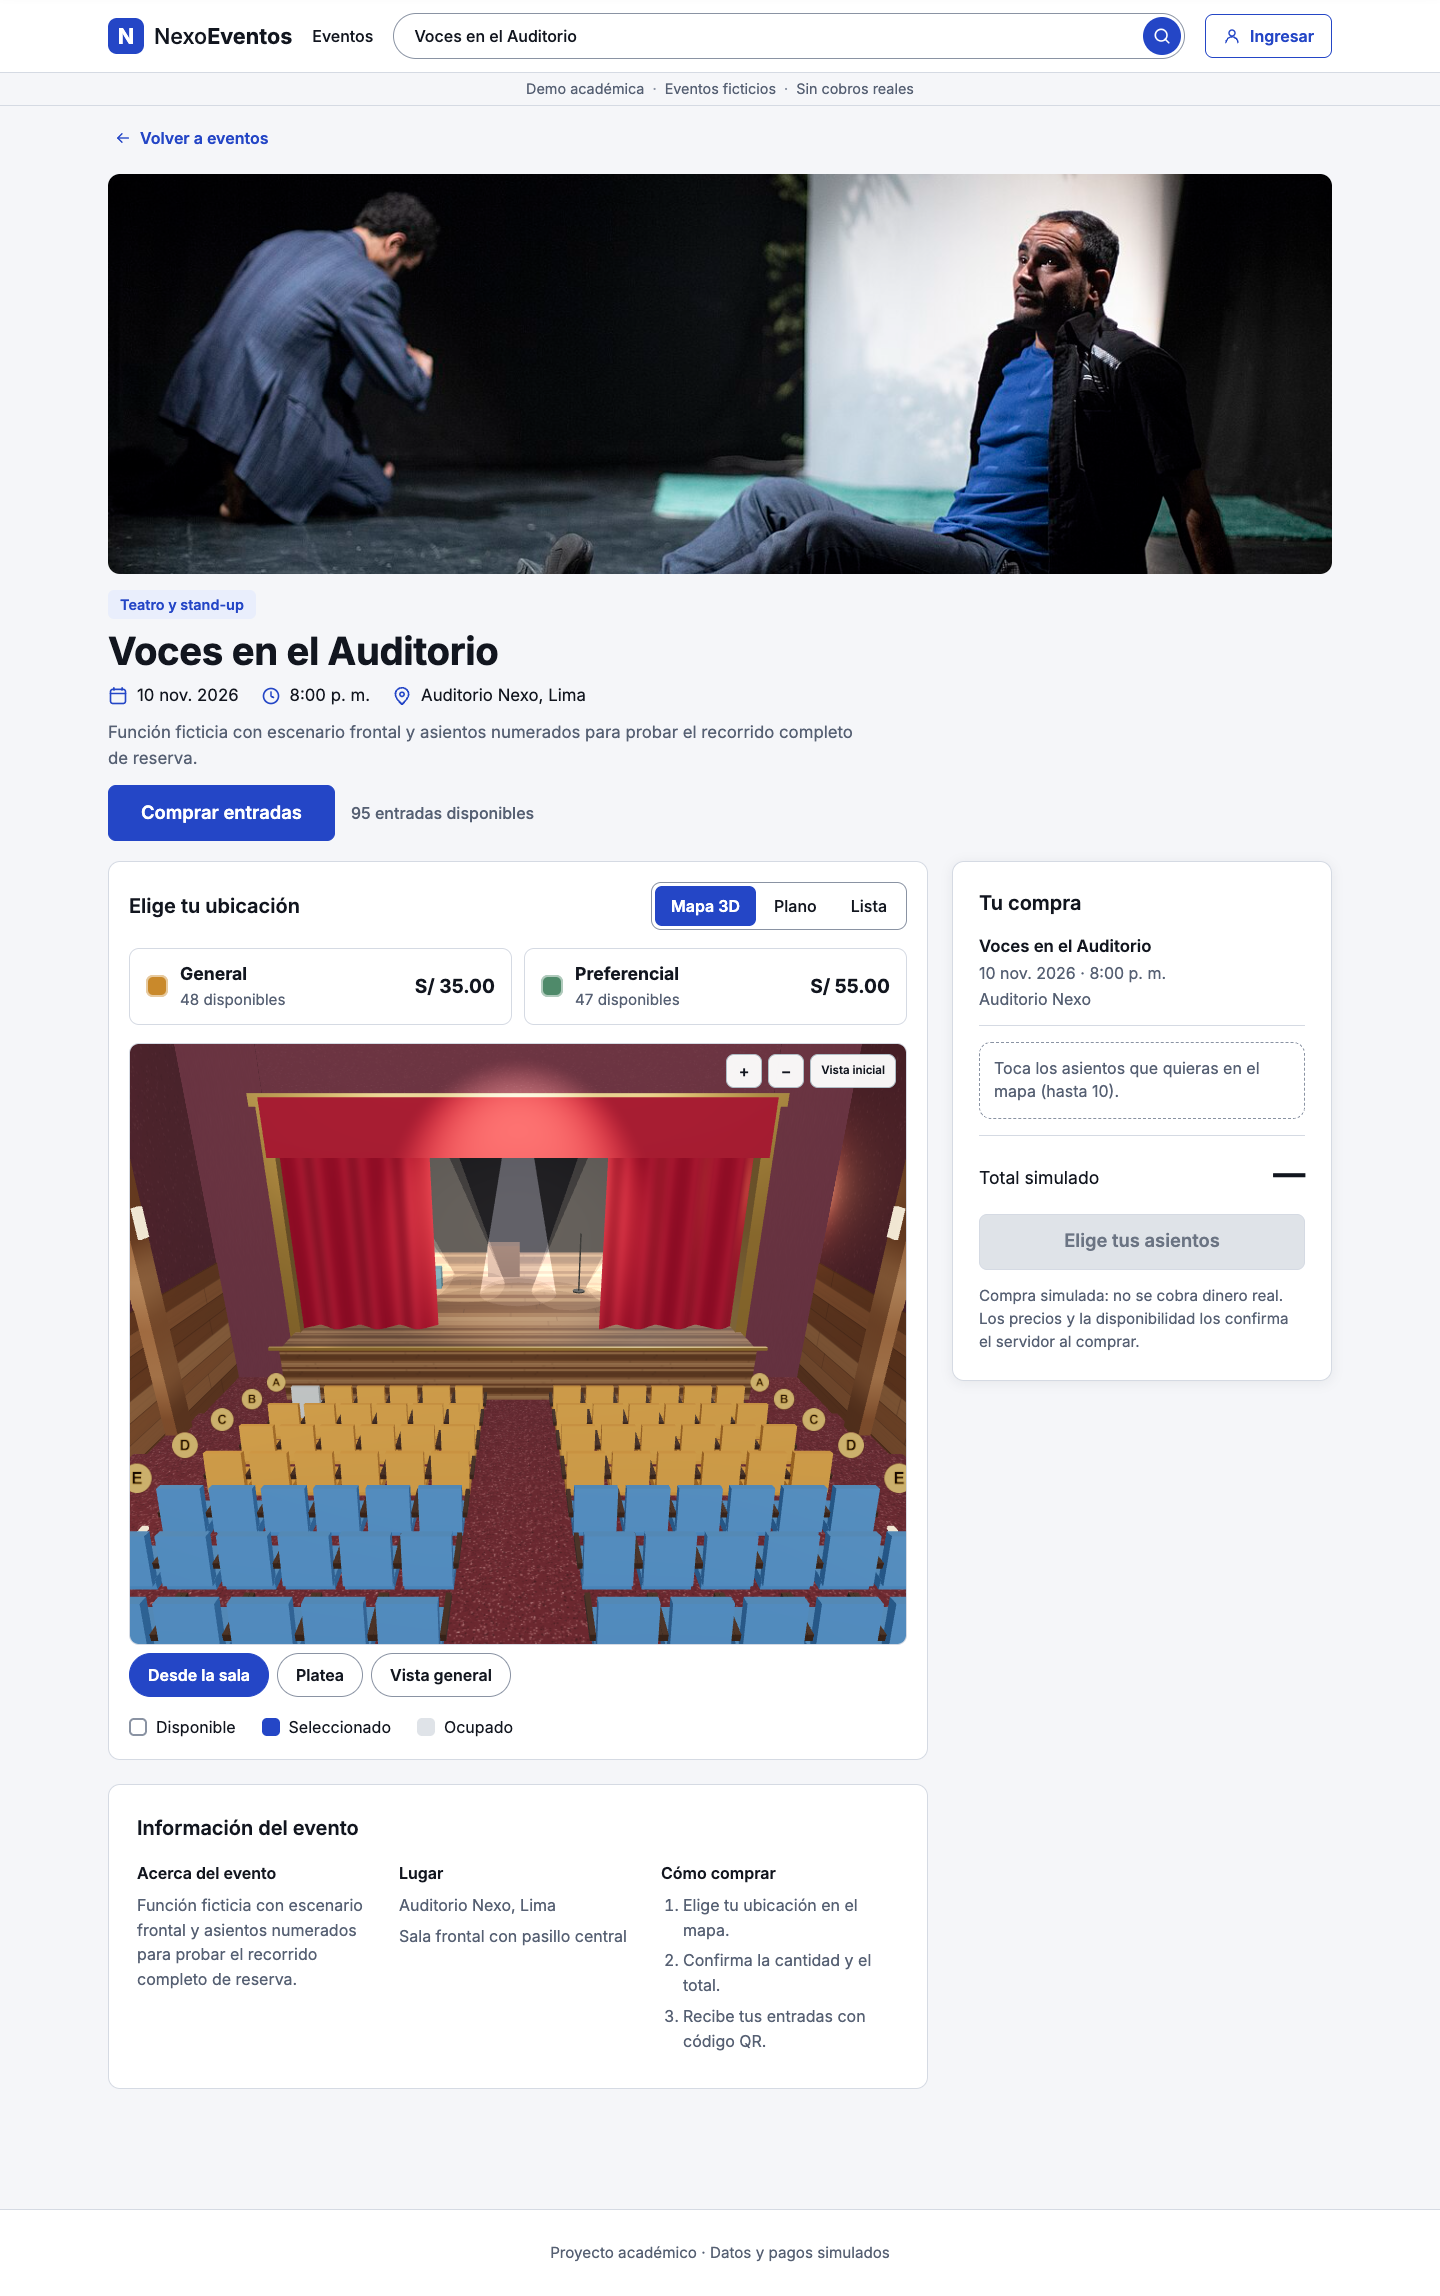 N NexoEventos Eventos Voces en el Auditorio Ingresar
Demo académica · Eventos ficticios · Sin cobros reales
← Volver a eventos
Teatro y stand-up
Voces en el Auditorio
10 nov. 2026 8:00 p. m. Auditorio Nexo, Lima
Función ficticia con escenario frontal y asientos numerados para probar el recorrido completo
de reserva.
Comprar entradas 95 entradas disponibles
Elige tu ubicación
Mapa 3D Plano Lista
General
48 disponibles
S/ 35.00
Preferencial
47 disponibles
S/ 55.00
+ − Vista inicial
A A
B B
C C
D D
E E
Desde la sala Platea Vista general
Disponible Seleccionado Ocupado
Tu compra
Voces en el Auditorio
10 nov. 2026 · 8:00 p. m.
Auditorio Nexo
Toca los asientos que quieras en el
mapa (hasta 10).
Total simulado —
Elige tus asientos
Compra simulada: no se cobra dinero real.
Los precios y la disponibilidad los confirma
el servidor al comprar.
Información del evento
Acerca del evento
Función ficticia con escenario
frontal y asientos numerados
para probar el recorrido
completo de reserva.
Lugar
Auditorio Nexo, Lima
Sala frontal con pasillo central
Cómo comprar
1. Elige tu ubicación en el
mapa.
2. Confirma la cantidad y el
total.
3. Recibe tus entradas con
código QR.
Proyecto académico · Datos y pagos simulados